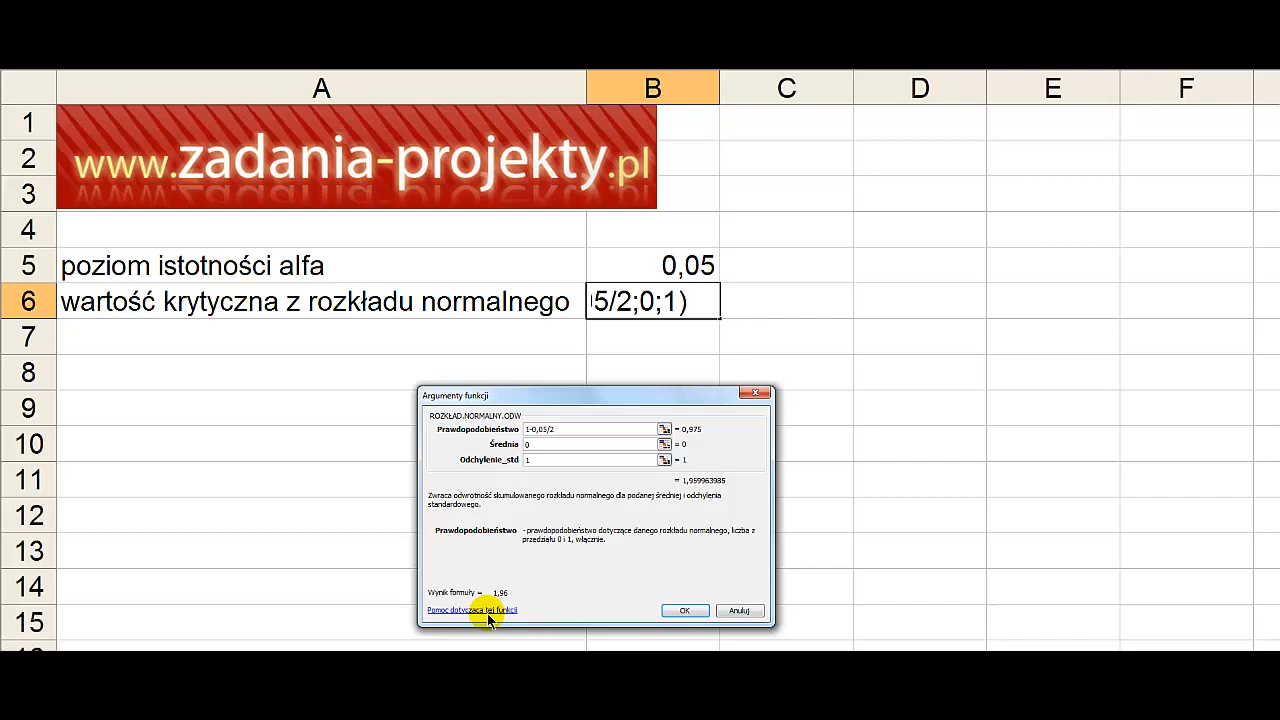 A B C D E F
1
2 www.zadania-projekty.pl
3
4
5 poziom istotności alfa 0,05
6 wartość krytyczna z rozkładu normalnego 5/2;0;1)
7
8
Argumenty funkcji
9
ROZKŁAD.NORMALNY.ODW
Prawdopodobieństwo 1-0,05/2 = 0,975
10 Średnia 0 = 0
Odchylenie_std 1 = 1
11 = 1,959963985
Zwraca odwrotność skumulowanego rozkładu normalnego dla podanej średniej i odchylenia
standardowego.
12
Prawdopodobieństwo - prawdopodobieństwo dotyczące danego rozkładu normalnego, liczba z
przedziału 0 i 1, włącznie.
13
14
Wynik formuły = 1,96
Pomoc dotycząca tej funkcji OK Anuluj
15